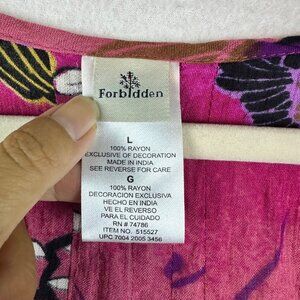 Forbidden
L
100% RAYON
EXCLUSIVE OF DECORATION
MADE IN INDIA
SEE REVERSE FOR CARE
G
100% RAYON
DECORACION EXCLUSIVA
HECHO EN INDIA
VE EL REVERSO
PARA EL CUIDADO
RN # 74786
ITEM NO. 515527
UPC 7004 2005 3456